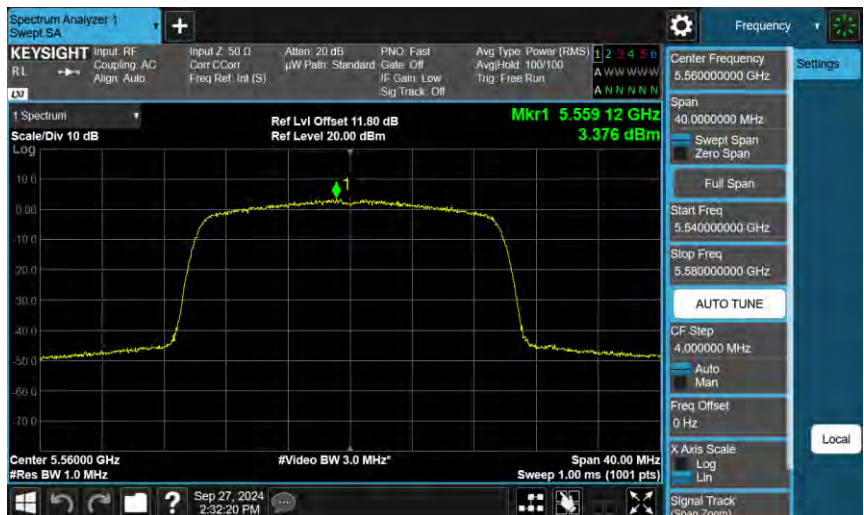 Spectrum Analyzer 1
Swept SA
+
Frequency
KEYSIGHT
RL
LXI
Input: RF
Coupling: AC
Align: Auto
Input Z: 50 Ω
Corr CCorr
Freq Ref: Int (S)
Atten: 20 dB
µW Path: Standard
PNO: Fast
Gate: Off
IF Gain: Low
Sig Track: Off
Avg Type: Power (RMS)
Avg|Hold: 100/100
Trig: Free Run
1 2 3 4 5 6
A W W W W W
A N N N N N
Center Frequency
5.560000000 GHz
Settings
Span
40.0000000 MHz
Swept Span
Zero Span
Full Span
Start Freq
5.540000000 GHz
Stop Freq
5.580000000 GHz
AUTO TUNE
CF Step
4.000000 MHz
Auto
Man
Freq Offset
0 Hz
X Axis Scale
Log
Lin
Signal Track
(Span Zoom)
Local
1 Spectrum
Scale/Div 10 dB
Log
Ref Lvl Offset 11.80 dB
Ref Level 20.00 dBm
Mkr1 5.559 12 GHz
3.376 dBm
1
10.0
0.00
-10.0
-20.0
-30.0
-40.0
-50.0
-60.0
-70.0
Center 5.56000 GHz
#Res BW 1.0 MHz
#Video BW 3.0 MHz*
Span 40.00 MHz
Sweep 1.00 ms (1001 pts)
?
Sep 27, 2024
2:32:20 PM